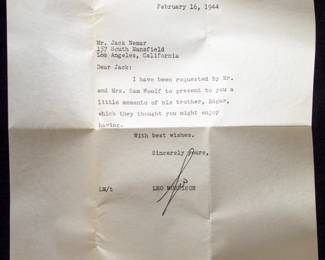 February 16, 1944
Mr. Jack Nemar
157 South Mansfield
Los Angeles, California
Dear Jack:
I have been requested by Mr.
and Mrs. Sam Woolf to present to you a
little memento of his brother, Edgar,
which they thought you might enjoy
having.
With best wishes.
Sincerely yours,
LEO MORRISON
LM/t